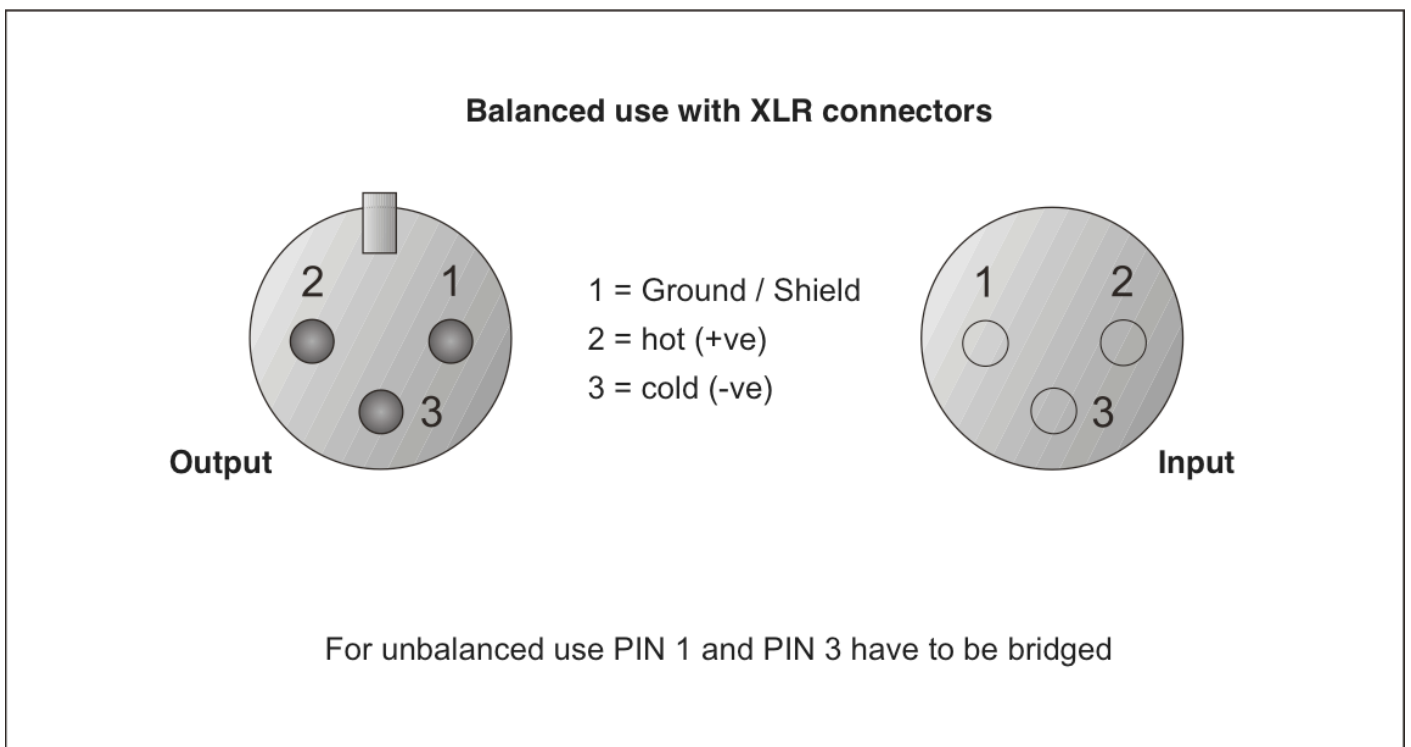 Balanced use with XLR connectors
2 1
3
Output
1 = Ground / Shield
2 = hot (+ve)
3 = cold (-ve)
1 2
3
Input
For unbalanced use PIN 1 and PIN 3 have to be bridged